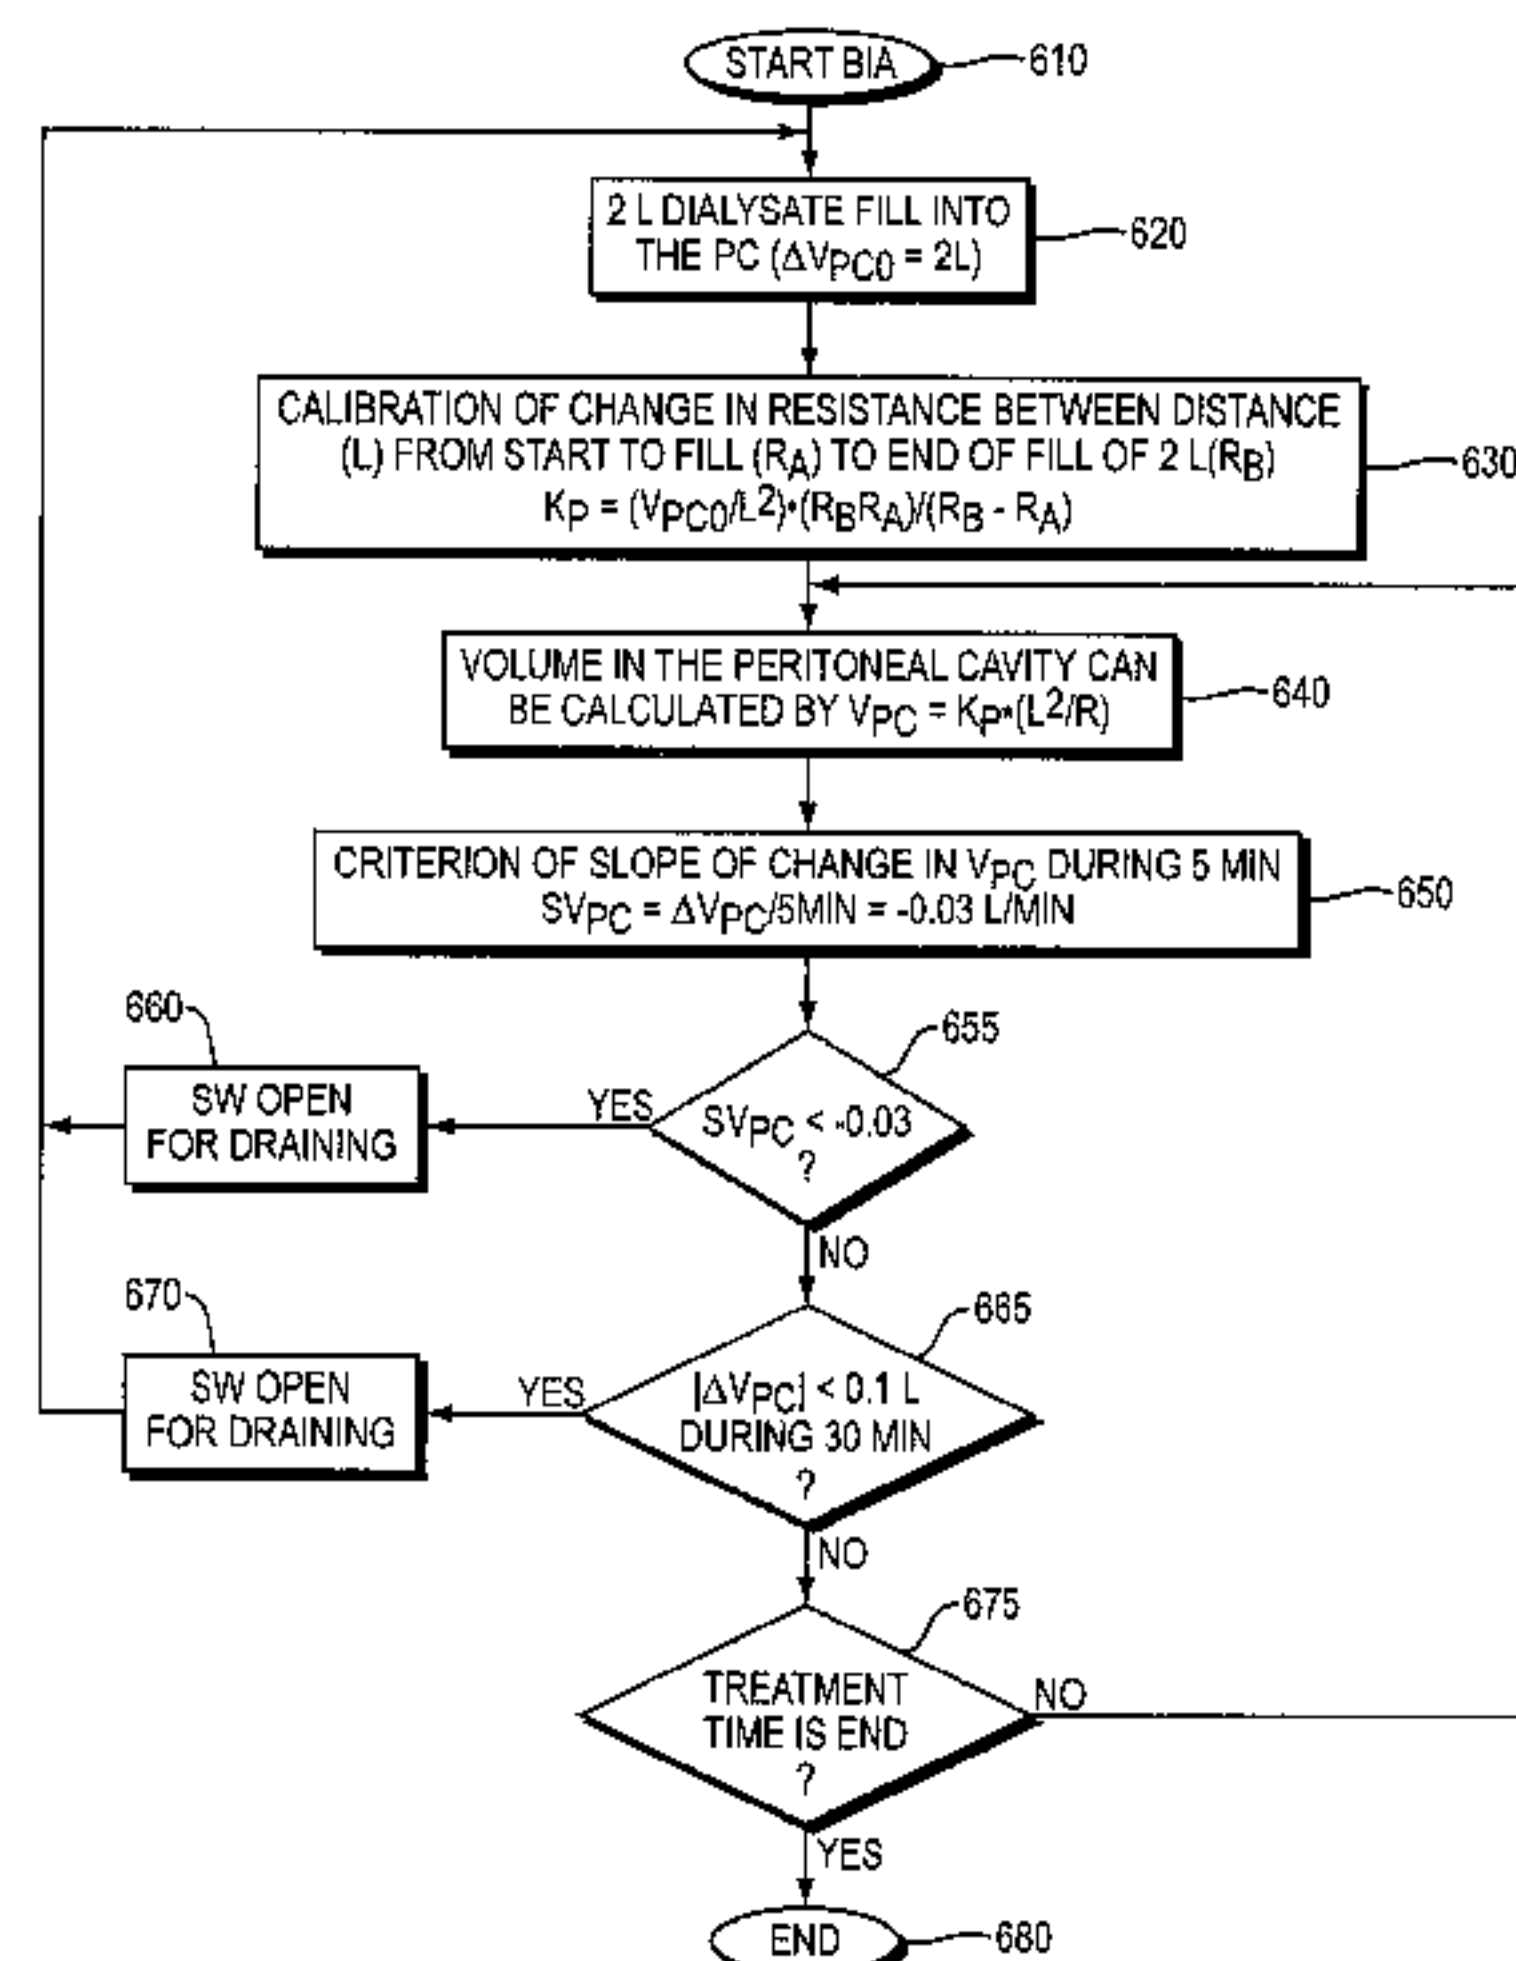 START BIA
610
2 L DIALYSATE FILL INTO
THE PC (ΔVPC0 = 2L)
620
CALIBRATION OF CHANGE IN RESISTANCE BETWEEN DISTANCE
(L) FROM START TO FILL (RA) TO END OF FILL OF 2 L(RB)
KP = (VPC0/L²)•(RBRA)/(RB - RA)
630
VOLUME IN THE PERITONEAL CAVITY CAN
BE CALCULATED BY VPC = KP*(L²/R)
640
CRITERION OF SLOPE OF CHANGE IN VPC DURING 5 MIN
SVPC = ΔVPC/5MIN = -0.03 L/MIN
650
660
SW OPEN
FOR DRAINING
YES
655
SVPC < -0.03
?
NO
670
SW OPEN
FOR DRAINING
YES
665
|ΔVPC| < 0.1 L
DURING 30 MIN
?
NO
675
TREATMENT
TIME IS END
?
NO
YES
END
680